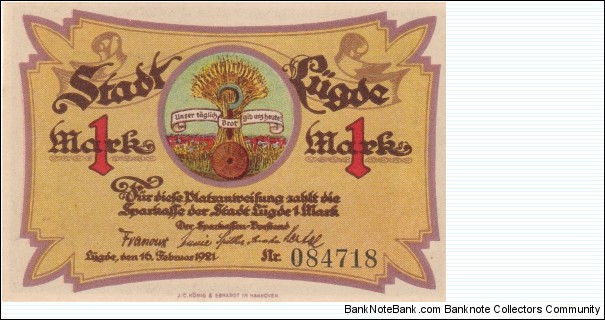 Stadt Lügde
Unser täglich Brot gib uns heute
1 Mark 1 Mark
Für diese Platzanweisung zahlt die
Sparkasse der Stadt Lügde 1 Mark
Der Sparkassen-Vorstand
Lügde, den 16. Februar 1921. Nr. 084718
J. C. KÖNIG & EBHARDT IN HANNOVER.
BankNoteBank.com Banknote Collectors Community